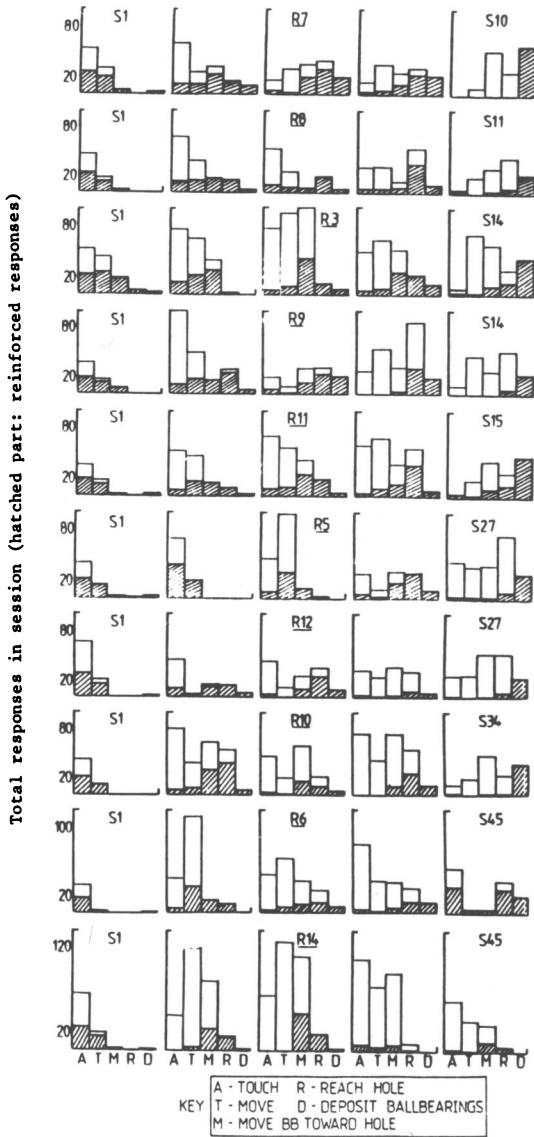 Total responses in session (hatched part: reinforced responses)
80 S1 R7 S10
20
80 S1 R8 S11
20
80 S1 R3 S14
20
80 S1 R9 S14
20
80 S1 R11 S15
20
80 S1 R5 S27
20
80 S1 R12 S27
20
80 S1 R10 S34
20
100 S1 R6 S45
20
120 S1 R14 S45
20
A T M R D A T M R D A T M R D A T M R D A T M R D
A - TOUCH R - REACH HOLE
KEY T - MOVE D - DEPOSIT BALLBEARINGS
M - MOVE BB TOWARD HOLE